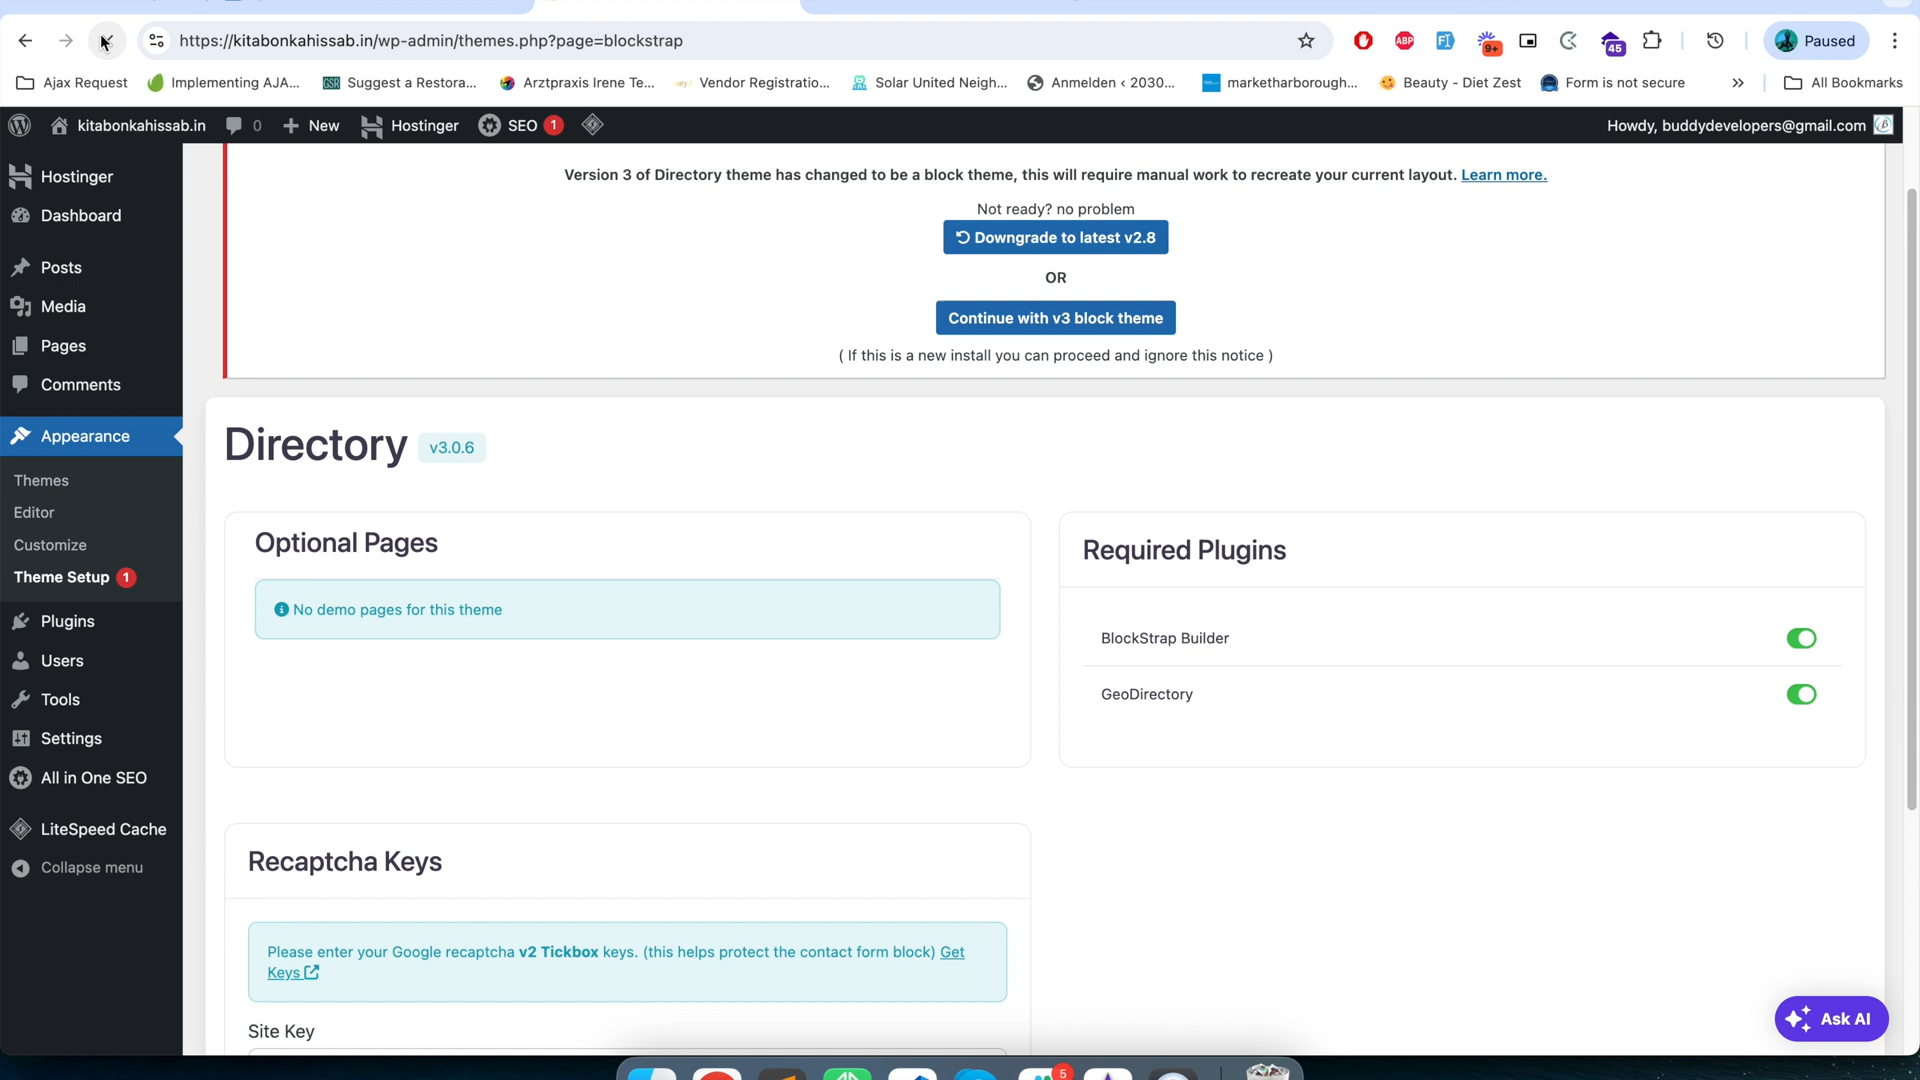 https://kitabonkahissab.in/wp-admin/themes.php?page=blockstrap
ABP
9+
45
Paused
Ajax Request
Implementing AJA...
GSR
Suggest a Restora...
Arztpraxis Irene Te...
Vendor Registratio...
Solar United Neigh...
Anmelden ‹ 2030...
marketharborough...
Beauty - Diet Zest
Form is not secure
»
All Bookmarks
kitabonkahissab.in
0
New
Hostinger
SEO 1
Howdy, buddydevelopers@gmail.com
Hostinger
Dashboard
Posts
Media
Pages
Comments
Appearance
Themes
Editor
Customize
Theme Setup 1
Plugins
Users
Tools
Settings
All in One SEO
LiteSpeed Cache
Collapse menu
Version 3 of Directory theme has changed to be a block theme, this will require manual work to recreate your current layout. Learn more.
Not ready? no problem
Downgrade to latest v2.8
OR
Continue with v3 block theme
( If this is a new install you can proceed and ignore this notice )
Directory v3.0.6
Optional Pages
No demo pages for this theme
Required Plugins
BlockStrap Builder
GeoDirectory
Recaptcha Keys
Please enter your Google recaptcha v2 Tickbox keys. (this helps protect the contact form block) Get
Keys
Site Key
Ask AI
5